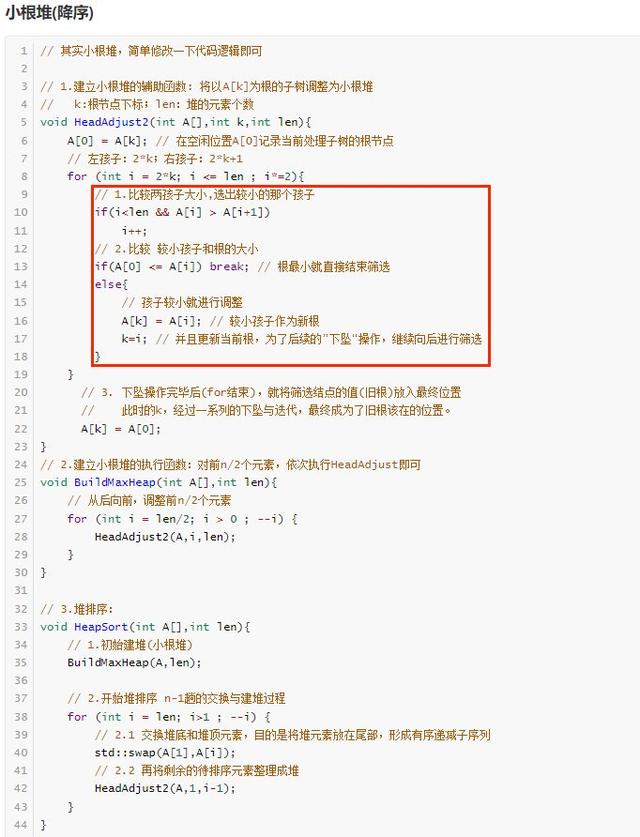 小根堆(降序)
1 // 其实小根堆，简单修改一下代码逻辑即可
2
3 // 1.建立小根堆的辅助函数: 将以A[k]为根的子树调整为小根堆
4 //   k:根节点下标；len: 堆的元素个数
5 void HeadAdjust2(int A[],int k,int len){
6     A[0] = A[k]; // 在空闲位置A[0]记录当前处理子树的根节点
7     // 左孩子: 2*k；右孩子: 2*k+1
8     for (int i = 2*k; i <= len ; i*=2){
9         // 1.比较两孩子大小,选出较小的那个孩子
10         if(i<len && A[i] > A[i+1])
11             i++;
12         // 2.比较 较小孩子和根的大小
13         if(A[0] <= A[i]) break; // 根最小就直接结束筛选
14         else{
15             // 孩子较小就进行调整
16             A[k] = A[i]; // 较小孩子作为新根
17             k=i; // 并且更新当前根，为了后续的"下坠"操作，继续向后进行筛选
18         }
19     }
20       // 3. 下坠操作完毕后(for结束)，就将筛选结点的值(旧根)放入最终位置
21       //    此时的k，经过一系列的下坠与迭代，最终成为了旧根该在的位置。
22       A[k] = A[0];
23 }
24 // 2.建立小根堆的执行函数: 对前n/2个元素，依次执行HeadAdjust即可
25 void BuildMaxHeap(int A[],int len){
26     // 从后向前，调整前n/2个元素
27     for (int i = len/2; i > 0 ; --i) {
28         HeadAdjust2(A,i,len);
29     }
30 }
31
32 // 3.堆排序:
33 void HeapSort(int A[],int len){
34     // 1.初始建堆(小根堆)
35     BuildMaxHeap(A,len);
36
37     // 2.开始堆排序 n-1趟的交换与建堆过程
38     for (int i = len; i>1 ; --i) {
39         // 2.1 交换堆底和堆顶元素，目的是将堆元素放在尾部，形成有序递减子序列
40         std::swap(A[1],A[i]);
41         // 2.2 再将剩余的待排序元素整理成堆
42         HeadAdjust2(A,1,i-1);
43     }
44 }